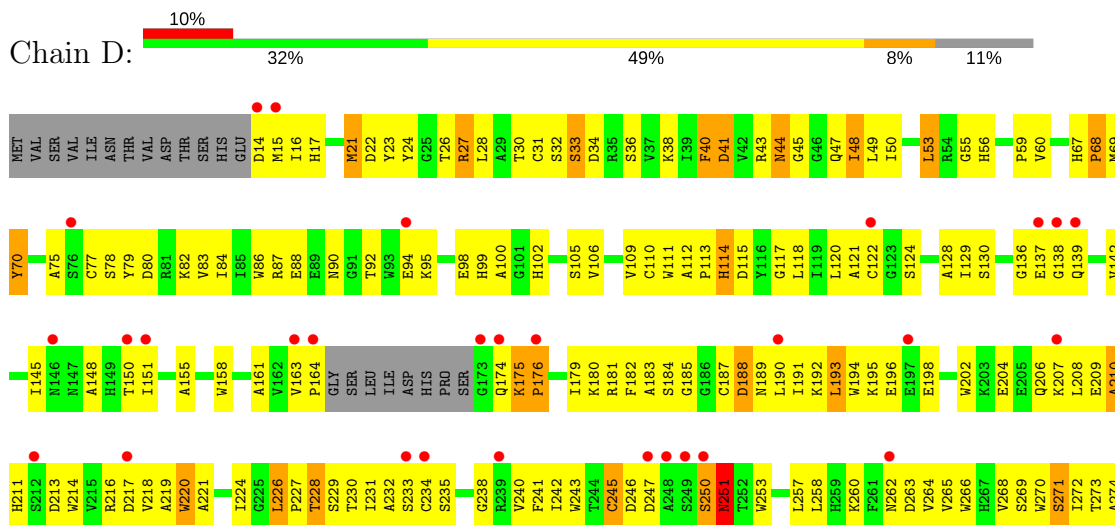 10%
Chain D:
32% 49% 8% 11%
MET VAL SER VAL ILE ASN THR VAL ASP THR SER HIS GLU D14 M15 I16 H17 M21 D22 Y23 Y24 G25 T26 R27 L28 A29 T30 C31 S32 S33 D34 R35 S36 V37 K38 I39 F40 D41 V42 R43 N44 G45 G46 Q47 I48 L49 I50 L53 R54 G55 H56 P59 V60 H67 P68 M69
Y70 A75 S76 C77 S78 Y79 D80 R81 K82 V83 I84 I85 W86 R87 E88 E89 N90 G91 T92 W93 E94 K95 E98 H99 A100 G101 H102 S105 V106 V109 C110 W111 A112 P113 H114 D115 Y116 G117 L118 I119 L120 A121 C122 G123 S124 A128 I129 S130 G136 E137 G138 Q139 V142
I145 N146 N147 A148 H149 T150 I151 A155 W158 A161 V162 V163 P164 GLY SER LEU ILE ASP HIS PRO SER G173 Q174 K175 P176 I179 K180 R181 F182 A183 S184 G185 G186 C187 D188 N189 L190 I191 K192 L193 W194 K195 E196 E197 E198 W202 K203 E204 E205 Q206 K207 L208 E209 A210
H211 S212 D213 W214 V215 R216 D217 V218 A219 W220 A221 I224 G225 L226 P227 T228 S229 T230 I231 A232 S233 C234 S235 G238 R239 V240 F241 I242 W243 T244 C245 D246 D247 A248 S249 S250 N251 T252 W253 L257 L258 H259 K260 F261 N262 D263 V264 V265 W266 H267 V268 S269 W270 S271 I272 T273